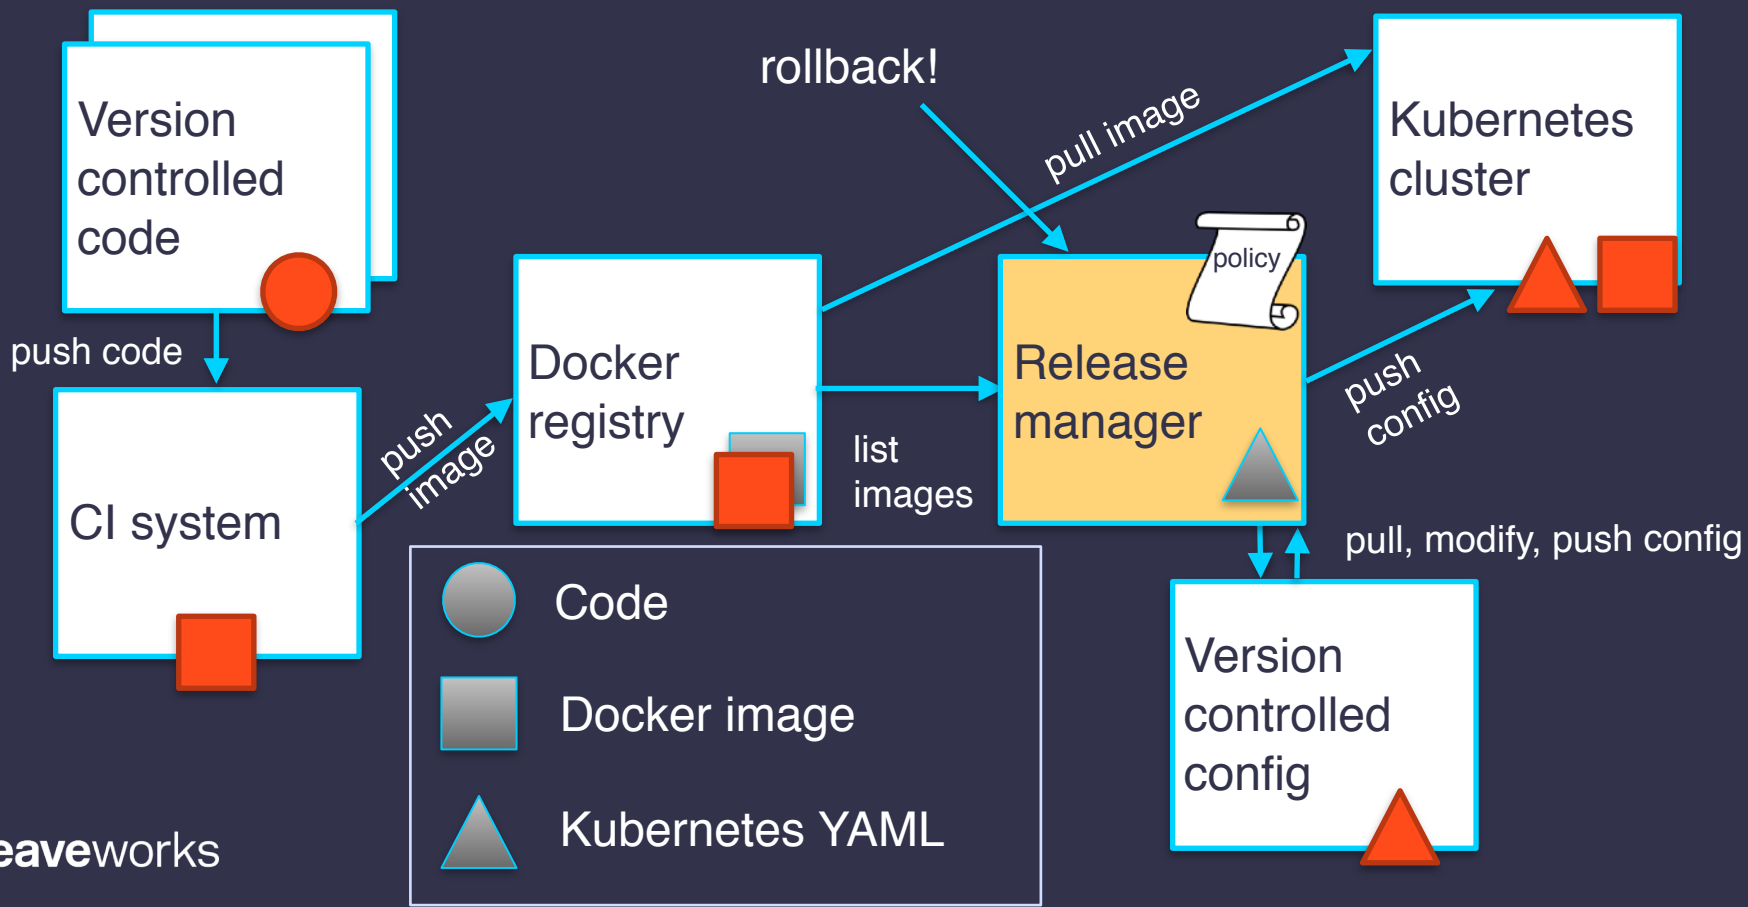 Version
controlled
code
push code
CI system
push
image
Docker
registry
list
images
rollback!
pull image
policy
Release
manager
push
config
Kubernetes
cluster
pull, modify, push config
Version
controlled
config
Code
Docker image
Kubernetes YAML
eaveworks